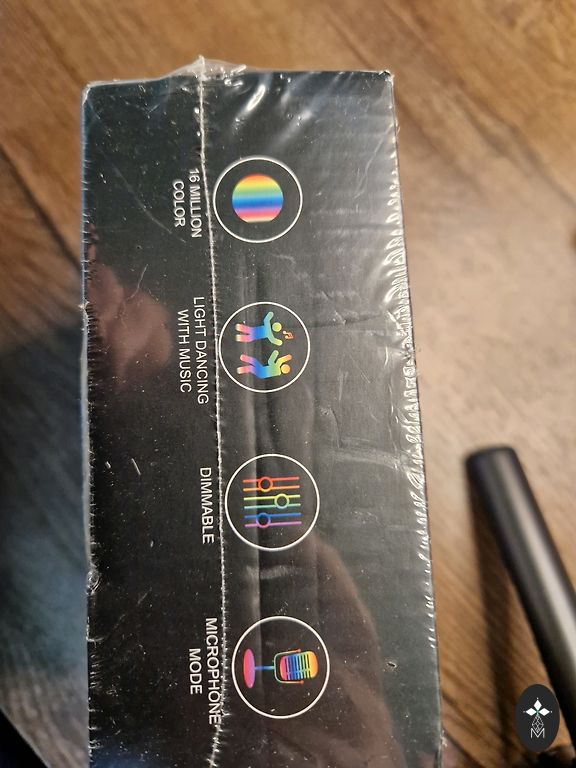 16 MILLION
COLOR
LIGHT DANCING
WITH MUSIC
DIMMABLE
MICROPHONE
MODE